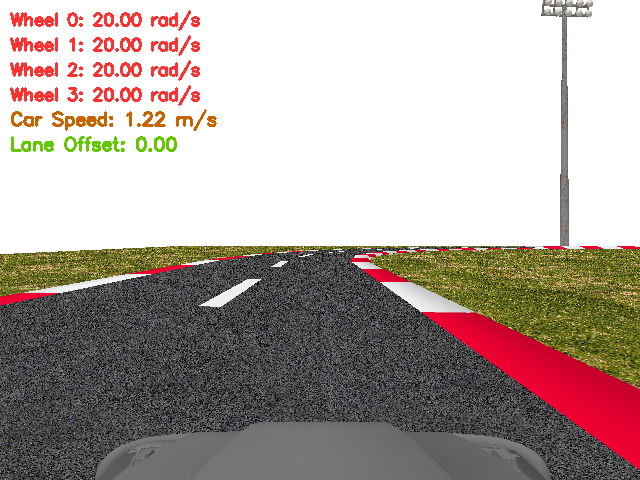 Wheel 0: 20.00 rad/s
Wheel 1: 20.00 rad/s
Wheel 2: 20.00 rad/s
Wheel 3: 20.00 rad/s
Car Speed: 1.22 m/s
Lane Offset: 0.00